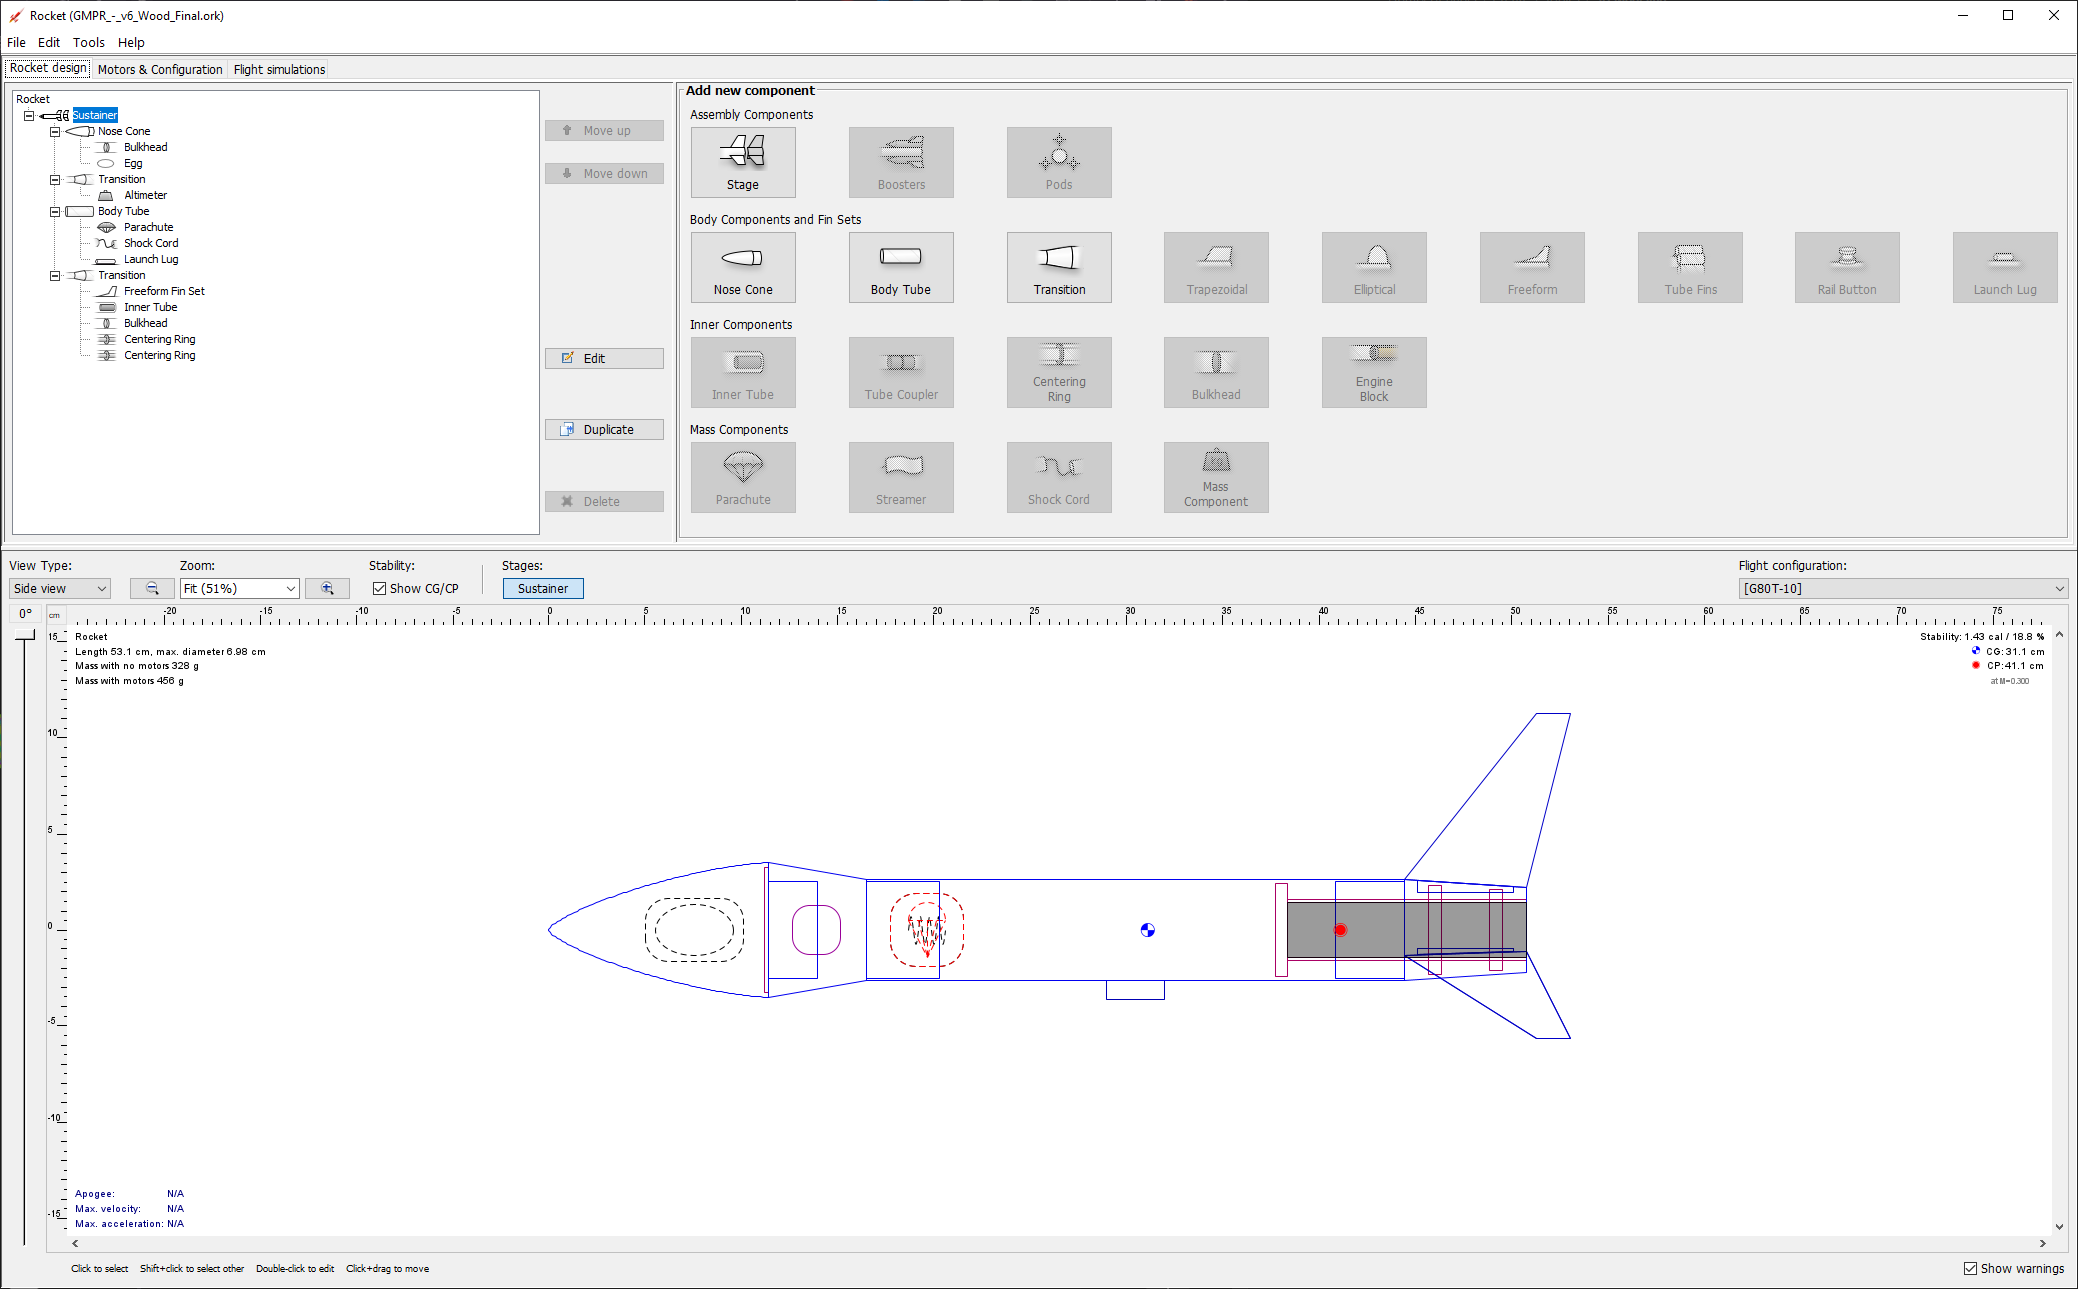 Rocket (GMPR_-_v6_Wood_Final.ork)
File Edit Tools Help
Rocket design Motors & Configuration Flight simulations
Rocket
Sustainer
Nose Cone
Bulkhead
Egg
Transition
Altimeter
Body Tube
Parachute
Shock Cord
Launch Lug
Transition
Freeform Fin Set
Inner Tube
Bulkhead
Centering Ring
Centering Ring
Move up
Move down
Edit
Duplicate
Delete
Add new component
Assembly Components
Stage Boosters Pods
Body Components and Fin Sets
Nose Cone Body Tube Transition Trapezoidal Elliptical Freeform Tube Fins Rail Button Launch Lug
Inner Components
Inner Tube Tube Coupler Centering Ring Bulkhead Engine Block
Mass Components
Parachute Streamer Shock Cord Mass Component
View Type: Zoom: Stability: Stages: Flight configuration:
Side view Fit (51%) Show CG/CP Sustainer [G80T-10]
0° cm -20 -15 -10 -5 0 5 10 15 20 25 30 35 40 45 50 55 60 65 70 75
15
10
5
0
-5
-10
-15
Rocket
Length 53.1 cm, max. diameter 6.98 cm
Mass with no motors 328 g
Mass with motors 456 g
Stability: 1.43 cal / 18.8 %
CG: 31.1 cm
CP: 41.1 cm
at M=0.300
Apogee: N/A
Max. velocity: N/A
Max. acceleration: N/A
Click to select Shift+click to select other Double-click to edit Click+drag to move
Show warnings